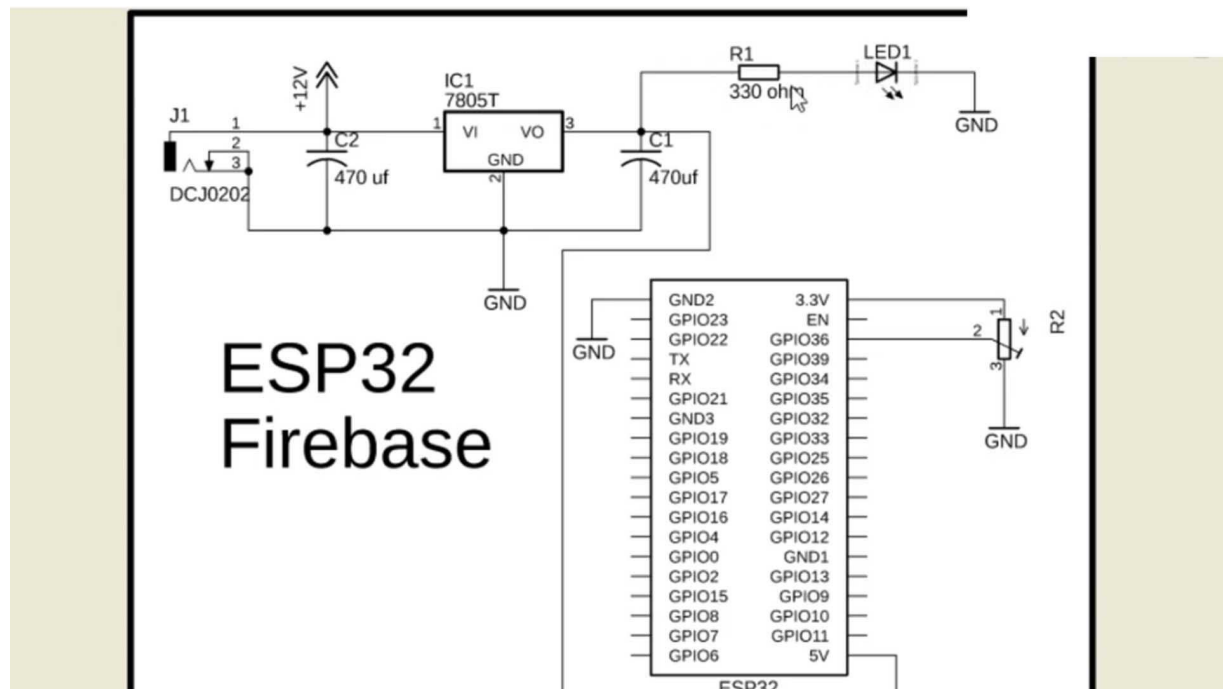 R1
330 ohm
LED1
GND
+12V
IC1
7805T
J1
1
2
3
DCJ0202
C2
470 uf
1
VI
VO
3
GND
2
C1
470uf
GND
ESP32
Firebase
GND
GND2
GPIO23
GPIO22
TX
RX
GPIO21
GND3
GPIO19
GPIO18
GPIO5
GPIO17
GPIO16
GPIO4
GPIO0
GPIO2
GPIO15
GPIO8
GPIO7
GPIO6
3.3V
EN
GPIO36
GPIO39
GPIO34
GPIO35
GPIO32
GPIO33
GPIO25
GPIO26
GPIO27
GPIO14
GPIO12
GND1
GPIO13
GPIO9
GPIO10
GPIO11
5V
1
2
3
R2
GND
ESP32